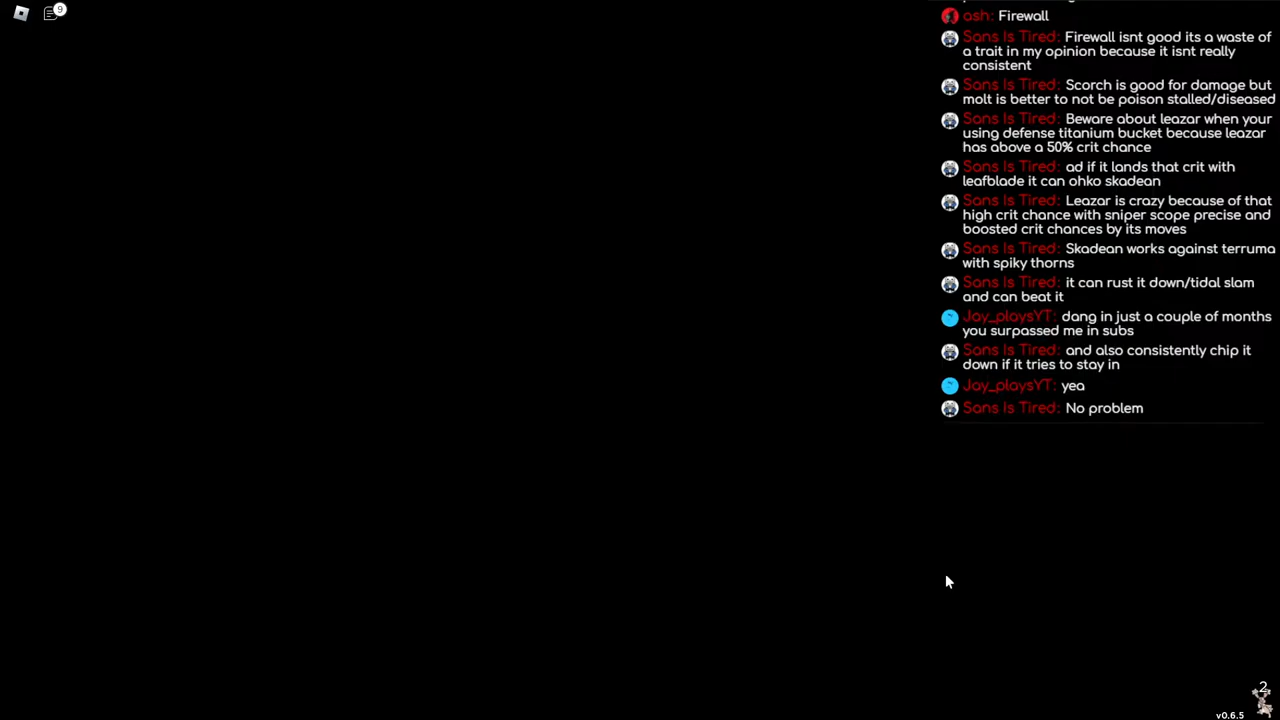 9
ash: Firewall
Sans Is Tired: Firewall isnt good its a waste of
a trait in my opinion because it isnt really
consistent
Sans Is Tired: Scorch is good for damage but
molt is better to not be poison stalled/diseased
Sans Is Tired: Beware about leazar when your
using defense titanium bucket because leazar
has above a 50% crit chance
Sans Is Tired: ad if it lands that crit with
leafblade it can ohko skadean
Sans Is Tired: Leazar is crazy because of that
high crit chance with sniper scope precise and
boosted crit chances by its moves
Sans Is Tired: Skadean works against terruma
with spiky thorns
Sans Is Tired: it can rust it down/tidal slam
and can beat it
Jay_playsYT: dang in just a couple of months
you surpassed me in subs
Sans Is Tired: and also consistently chip it
down if it tries to stay in
Jay_playsYT: yea
Sans Is Tired: No problem
2
v0.6.5